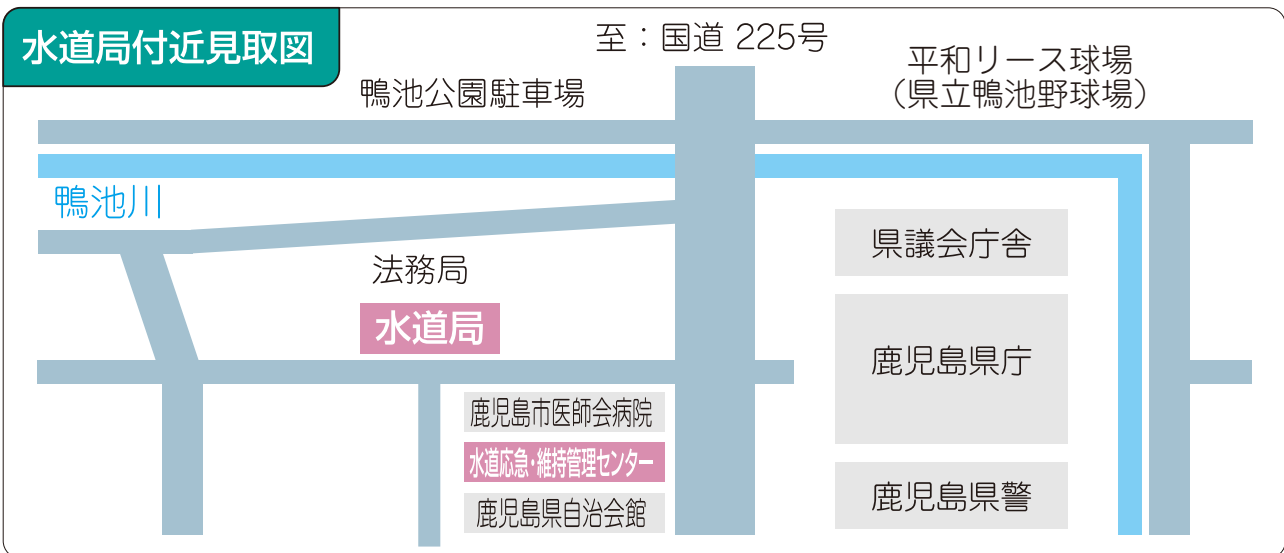 水道局付近見取図
至：国道 225号
平和リース球場
（県立鴨池野球場）
鴨池公園駐車場
鴨池川
法務局
水道局
県議会庁舎
鹿児島県庁
鹿児島市医師会病院
水道応急・維持管理センター
鹿児島県自治会館
鹿児島県警